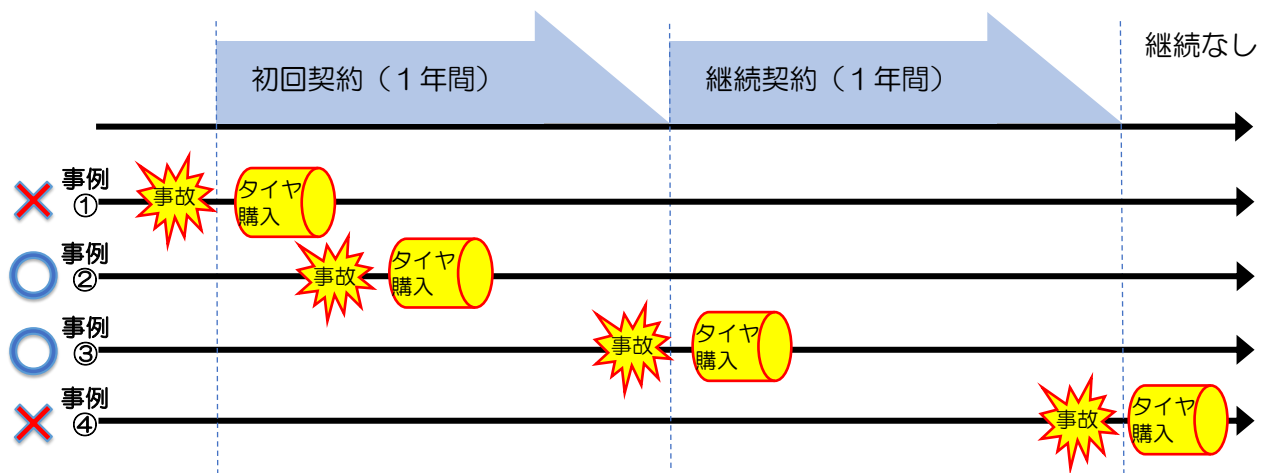 継続なし
初回契約（１年間）
継続契約（１年間）
事例
①
事故
タイヤ
購入
事例
②
事故
タイヤ
購入
事例
③
事故
タイヤ
購入
事例
④
事故
タイヤ
購入